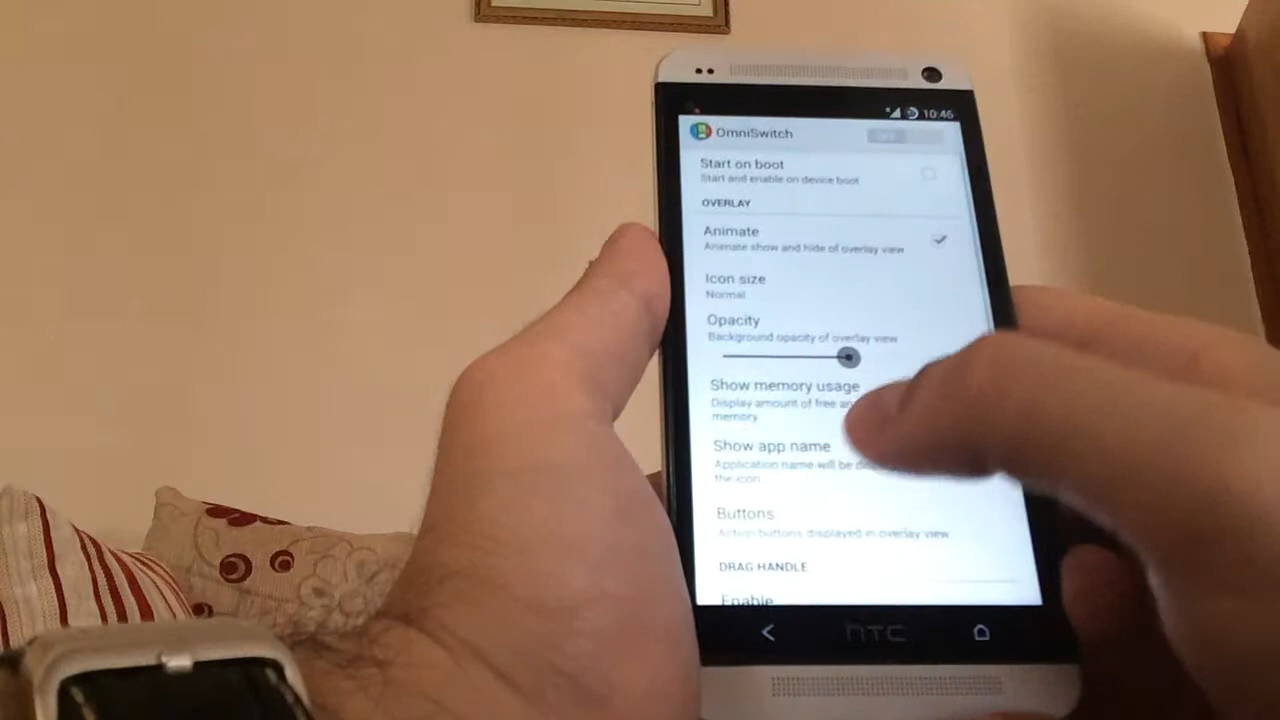 10:46
OmniSwitch
Start on boot
Start and enable on device boot
OVERLAY
Animate
Animate show and hide of overlay view
Icon size
Normal
Opacity
Background opacity of overlay view
Show memory usage
Display amount of free
memory
Show app name
Application name will be
the icon
Buttons
Action buttons displayed in overlay view
DRAG HANDLE
Enable
hTC